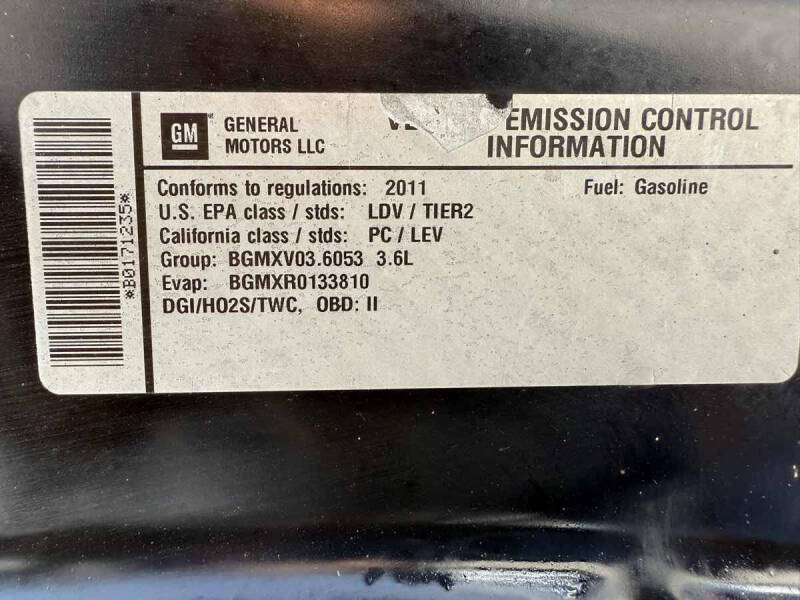 *B0171235*
GM GENERAL MOTORS LLC
EMISSION CONTROL
INFORMATION
Conforms to regulations: 2011 Fuel: Gasoline
U.S. EPA class / stds: LDV / TIER2
California class / stds: PC / LEV
Group: BGMXV03.6053 3.6L
Evap: BGMXR0133810
DGI/HO2S/TWC, OBD: II